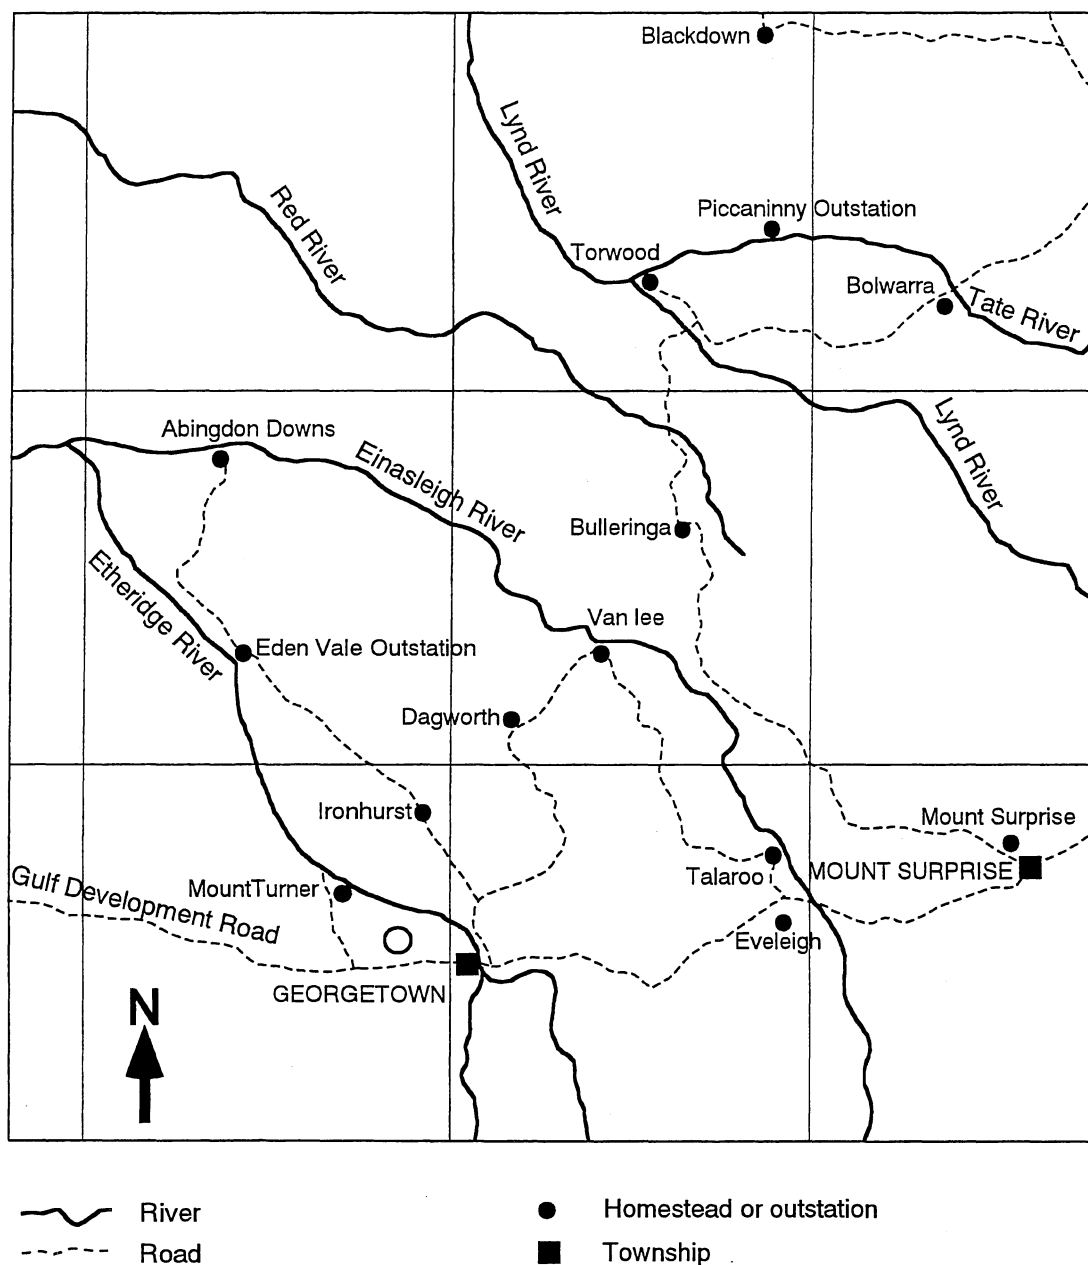 Blackdown
Lynd River
Red River
Piccaninny Outstation
Torwood
Bolwarra
Tate River
Abingdon Downs
Einasleigh River
Lynd River
Bulleringa
Etheridge River
Van lee
Eden Vale Outstation
Dagworth
Ironhurst
Mount Surprise
Gulf Development Road
MountTurner
Talaroo
MOUNT SURPRISE
Eveleigh
GEORGETOWN
N
River
Homestead or outstation
Road
Township